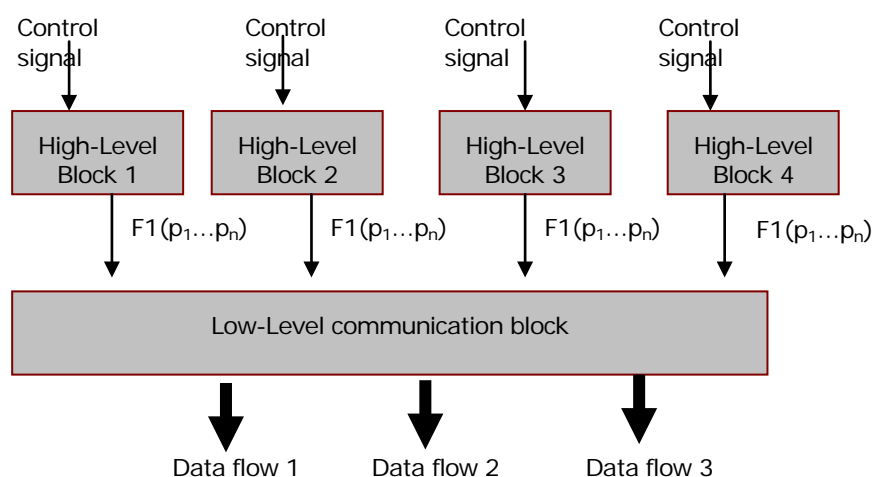 Control signal
Control signal
Control signal
Control signal
High-Level Block 1
High-Level Block 2
High-Level Block 3
High-Level Block 4
F1(p₁…pₙ)
F1(p₁…pₙ)
F1(p₁…pₙ)
F1(p₁…pₙ)
Low-Level communication block
Data flow 1
Data flow 2
Data flow 3